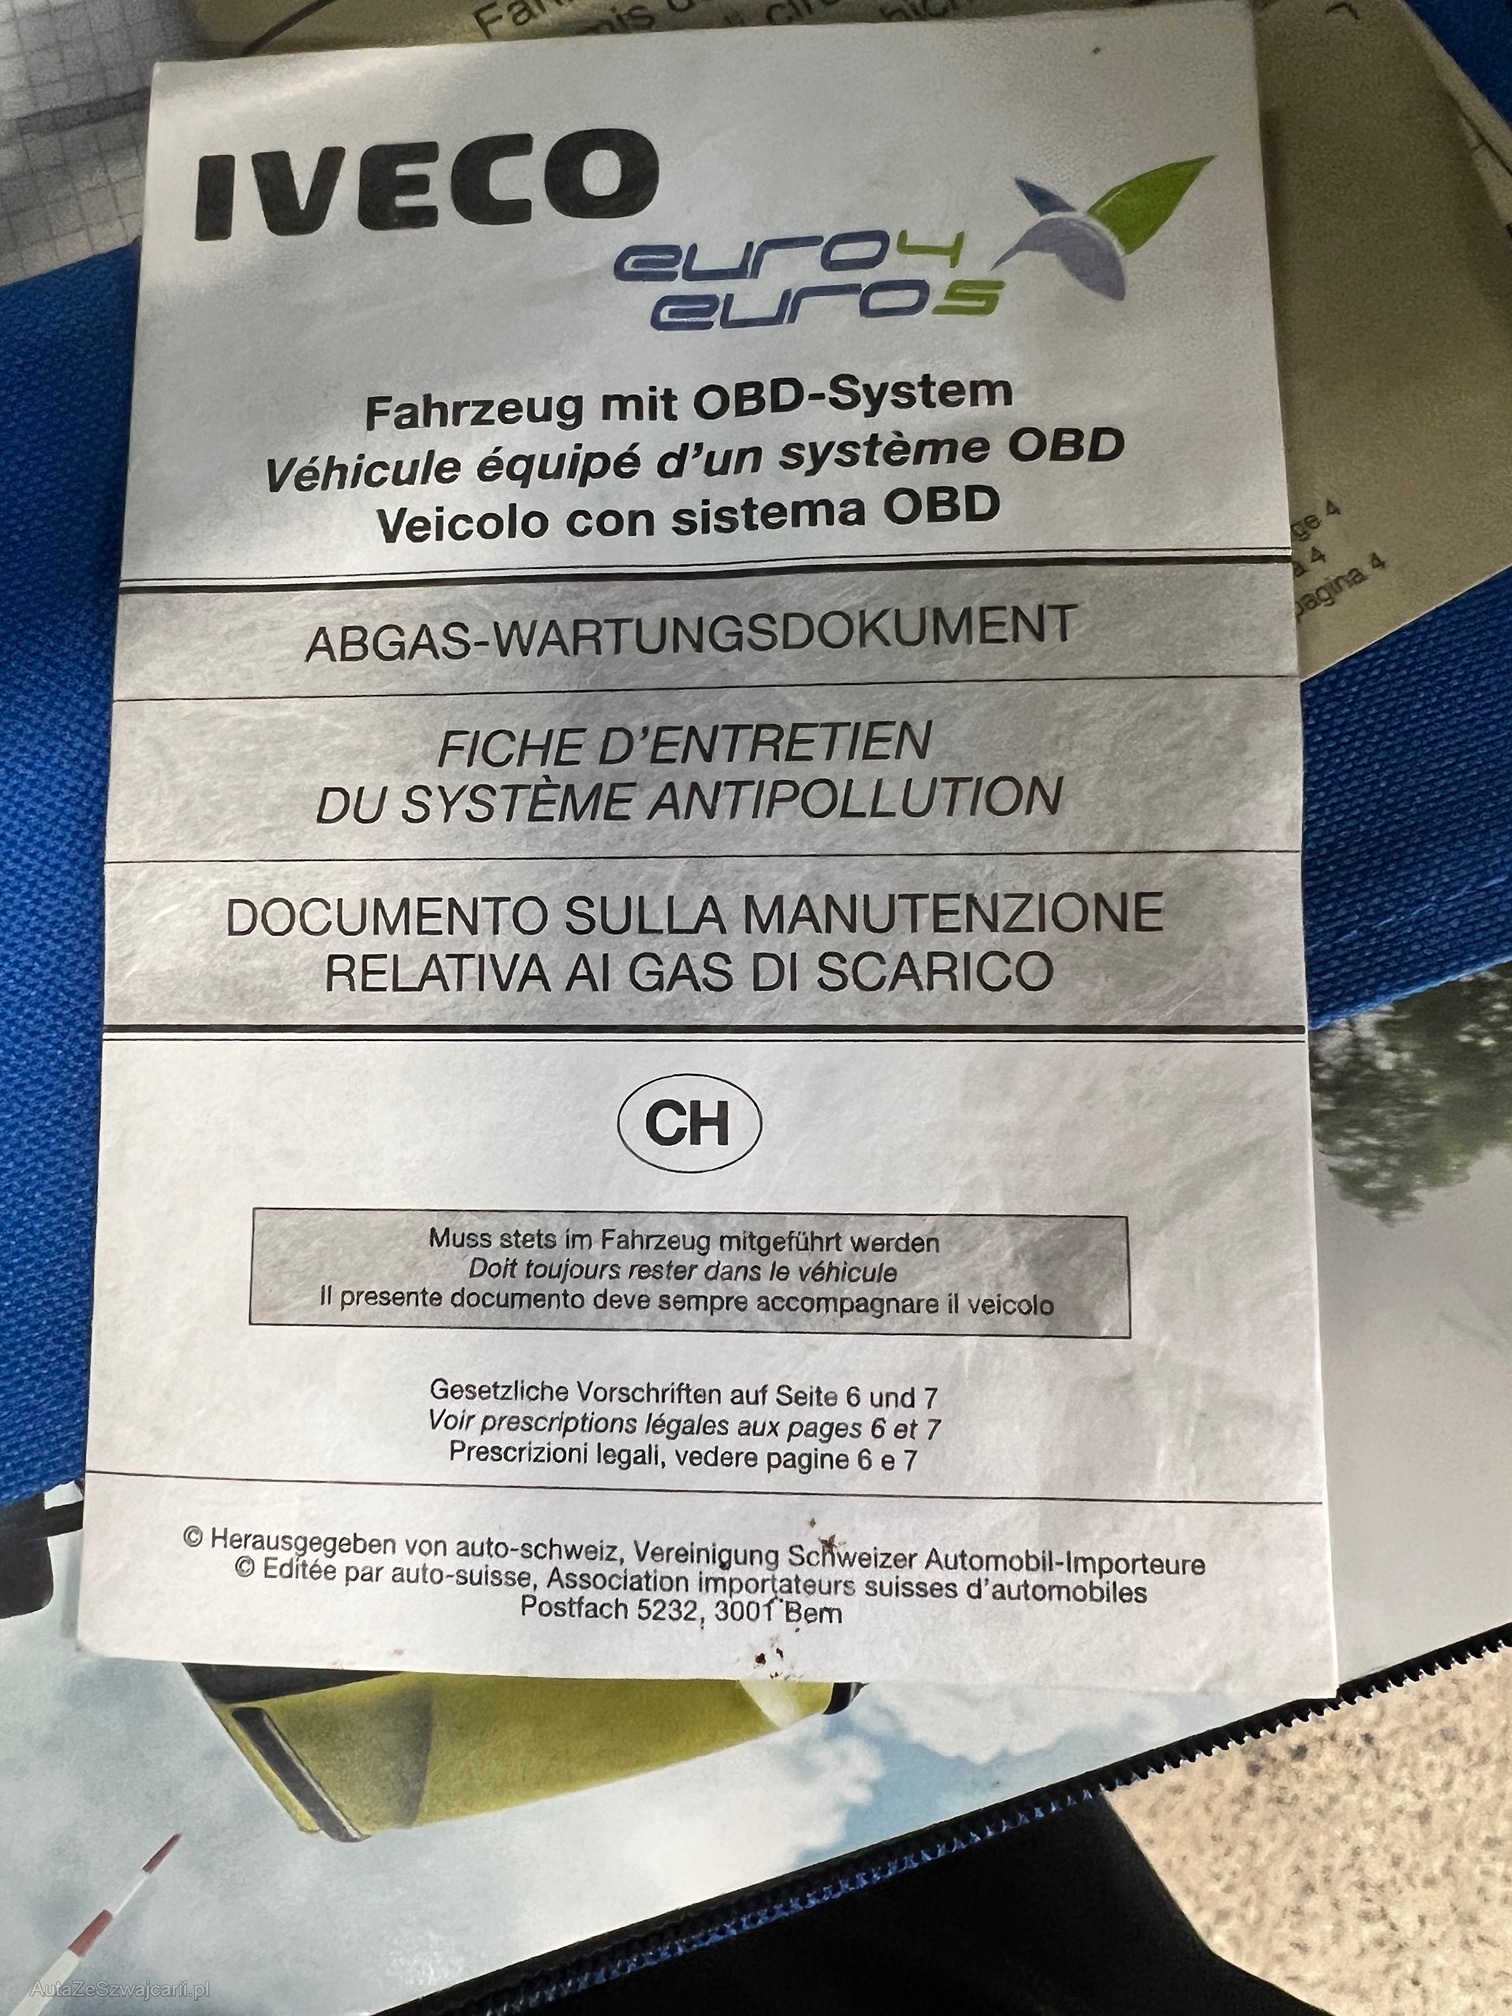 IVECO
euro4
euro5
Fahrzeug mit OBD-System
Véhicule équipé d'un système OBD
Veicolo con sistema OBD
ABGAS-WARTUNGSDOKUMENT
FICHE D'ENTRETIEN
DU SYSTÈME ANTIPOLLUTION
DOCUMENTO SULLA MANUTENZIONE
RELATIVA AI GAS DI SCARICO
CH
Muss stets im Fahrzeug mitgeführt werden
Doit toujours rester dans le véhicule
Il presente documento deve sempre accompagnare il veicolo
Gesetzliche Vorschriften auf Seite 6 und 7
Voir prescriptions légales aux pages 6 et 7
Prescrizioni legali, vedere pagine 6 e 7
© Herausgegeben von auto-schweiz, Vereinigung Schweizer Automobil-Importeure
© Editée par auto-suisse, Association importateurs suisses d'automobiles
Postfach 5232, 3001 Bern
4
4
pagina 4
AutaZeSzwajcarii.pl